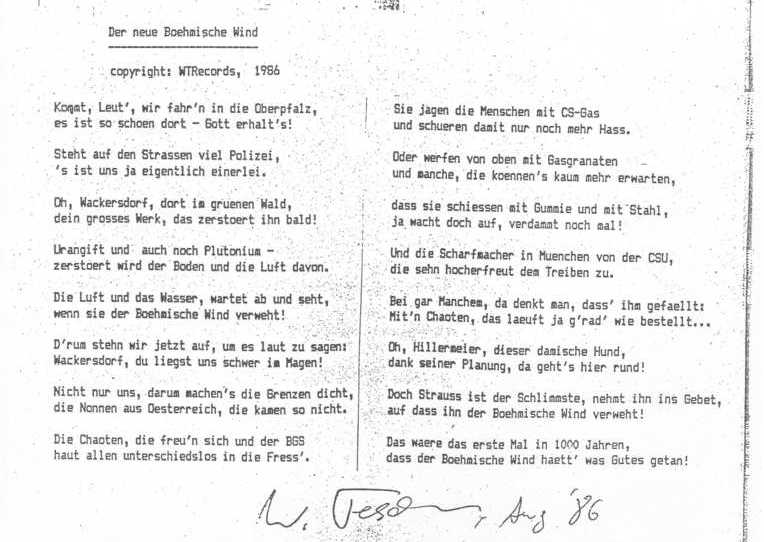 Der neue Boehmische Wind
copyright: WTRecords, 1986
Kommt, Leut', wir fahr'n in die Oberpfalz,
es ist so schoen dort - Gott erhalt's!
Steht auf den Strassen viel Polizei,
's ist uns ja eigentlich einerlei.
Oh, Wackersdorf, dort im gruenen Wald,
dein grosses Werk, das zerstoert ihn bald!
Urangift und auch noch Plutonium -
zerstoert wird der Boden und die Luft davon.
Die Luft und das Wasser, wartet ab und seht,
wenn sie der Boehmische Wind verweht!
D'rum stehn wir jetzt auf, um es laut zu sagen:
Wackersdorf, du liegst uns schwer im Magen!
Nicht nur uns, darum machen's die Grenzen dicht,
die Nonnen aus Oesterreich, die kamen so nicht.
Die Chaoten, die freu'n sich und der BGS
haut allen unterschiedslos in die Fress'.
Sie jagen die Menschen mit CS-Gas
und schueren damit nur noch mehr Hass.
Oder werfen von oben mit Gasgranaten
und manche, die koennen's kaum mehr erwarten,
dass sie schiessen mit Gummie und mit Stahl,
ja wacht doch auf, verdammt noch mal!
Und die Scharfmacher in Muenchen von der CSU,
die sehn hocherfreut dem Treiben zu.
Bei gar Manchem, da denkt man, dass' ihm gefaellt:
Mit'n Chaoten, das laeuft ja g'rad' wie bestellt...
Oh, Hillermeier, dieser damische Hund,
dank seiner Planung, da geht's hier rund!
Doch Strauss ist der Schlimmste, nehmt ihn ins Gebet,
auf dass ihn der Boehmische Wind verweht!
Das waere das erste Mal in 1000 Jahren,
dass der Boehmische Wind haett' was Gutes getan!
W. , Aug '86